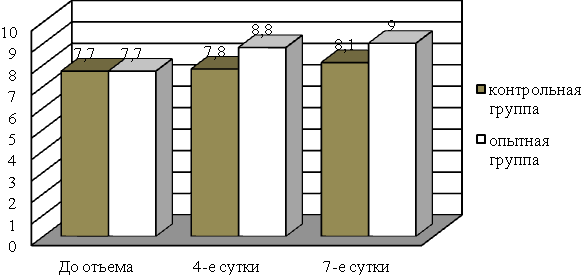 10
9
8
7
6
5
4
3
2
1
0
7,7
7,7
7,8
8,8
8,1
9
До отъема
4-е сутки
7-е сутки
контрольная
группа
опытная
группа